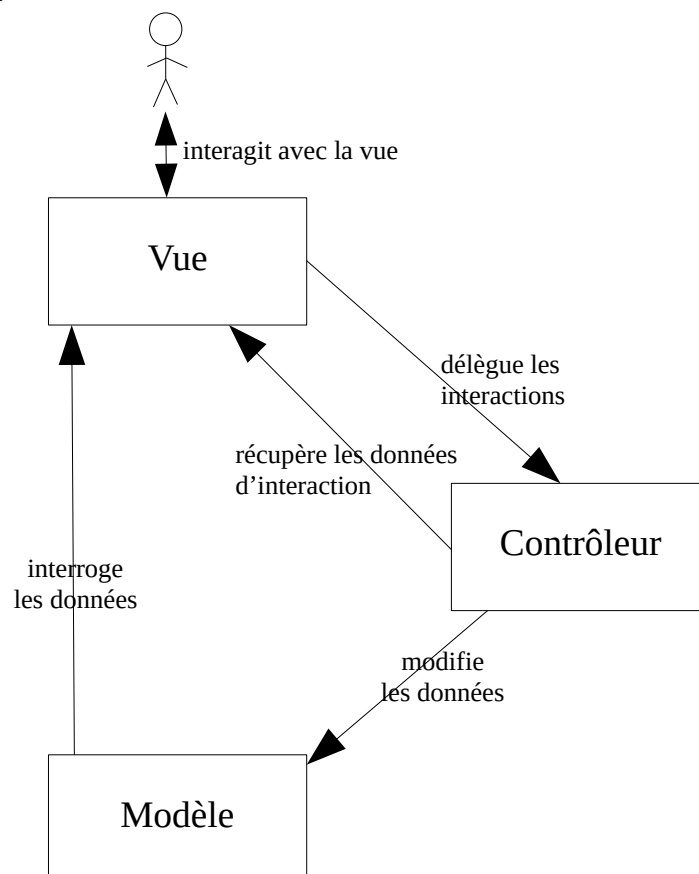 interagit avec la vue
Vue
délègue les
interactions
récupère les données
d’interaction
Contrôleur
interroge
les données
modifie
les données
Modèle